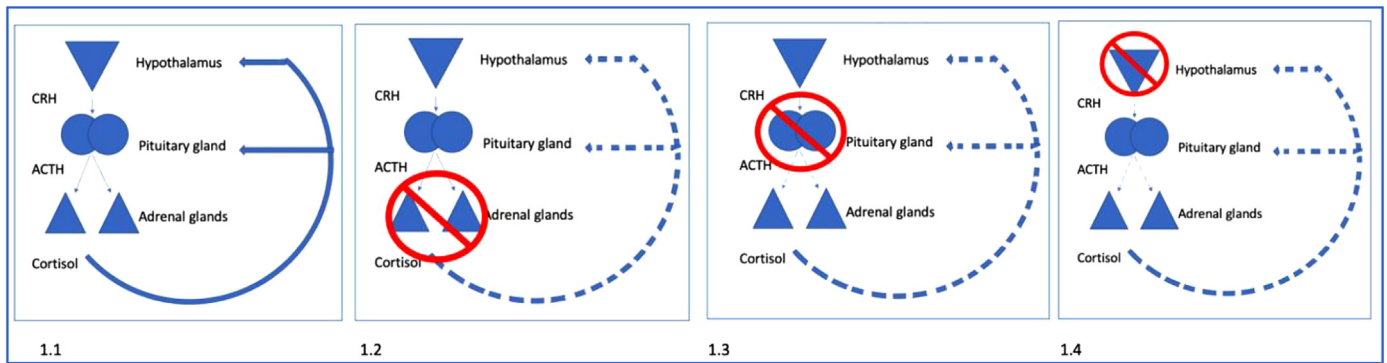 Hypothalamus
CRH
Pituitary gland
ACTH
Adrenal glands
Cortisol
1.1
Hypothalamus
CRH
Pituitary gland
ACTH
Adrenal glands
Cortisol
1.2
Hypothalamus
CRH
Pituitary gland
ACTH
Adrenal glands
Cortisol
1.3
Hypothalamus
CRH
Pituitary gland
ACTH
Adrenal glands
Cortisol
1.4